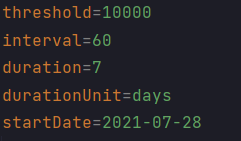 threshold=10000
interval=60
duration=7
durationUnit=days
startDate=2021-07-28